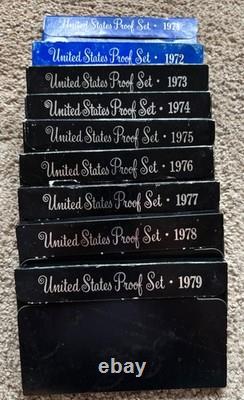 United States Proof Set · 1971
United States Proof Set · 1972
United States Proof Set · 1973
United States Proof Set · 1974
United States Proof Set · 1975
United States Proof Set · 1976
United States Proof Set · 1977
United States Proof Set · 1978
United States Proof Set · 1979
ebay